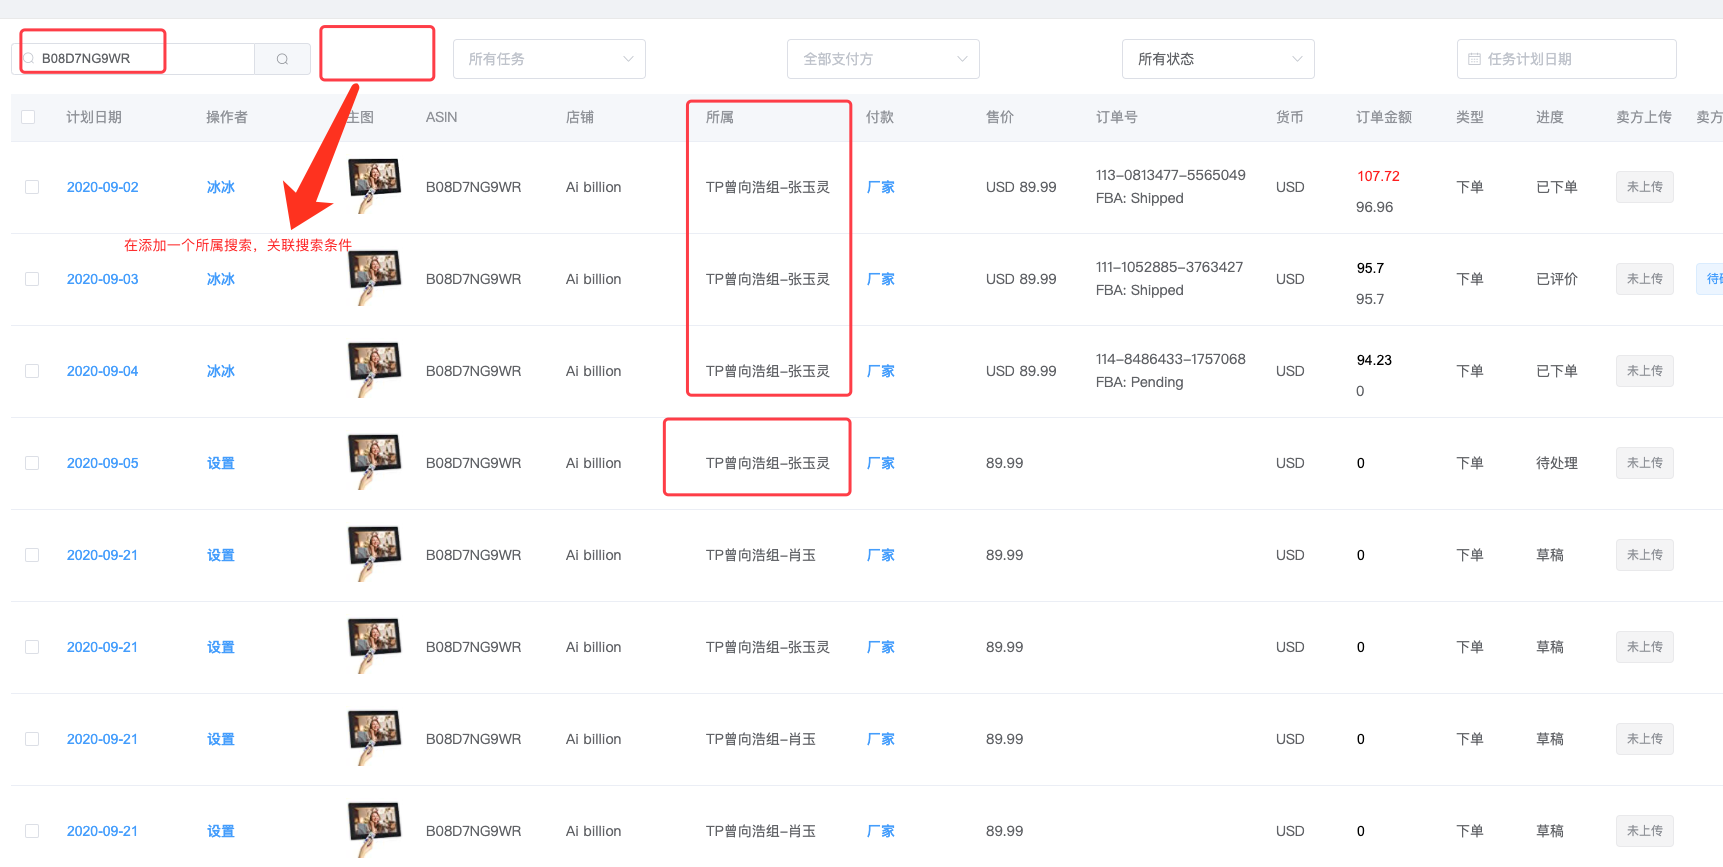 B08D7NG9WR
所有任务
全部支付方
所有状态
任务计划日期
计划日期 操作者 主图 ASIN 店铺 所属 付款 售价 订单号 货币 订单金额 类型 进度 卖方上传 卖方
2020-09-02 冰冰 B08D7NG9WR Ai billion TP曾向浩组-张玉灵 厂家 USD 89.99 113-0813477-5565049 USD 107.72 下单 已下单 未上传
FBA: Shipped 96.96
在添加一个所属搜索，关联搜索条件
2020-09-03 冰冰 B08D7NG9WR Ai billion TP曾向浩组-张玉灵 厂家 USD 89.99 111-1052885-3763427 USD 95.7 下单 已评价 未上传 待
FBA: Shipped 95.7
2020-09-04 冰冰 B08D7NG9WR Ai billion TP曾向浩组-张玉灵 厂家 USD 89.99 114-8486433-1757068 USD 94.23 下单 已下单 未上传
FBA: Pending 0
2020-09-05 设置 B08D7NG9WR Ai billion TP曾向浩组-张玉灵 厂家 89.99 USD 0 下单 待处理 未上传
2020-09-21 设置 B08D7NG9WR Ai billion TP曾向浩组-肖玉 厂家 89.99 USD 0 下单 草稿 未上传
2020-09-21 设置 B08D7NG9WR Ai billion TP曾向浩组-张玉灵 厂家 89.99 USD 0 下单 草稿 未上传
2020-09-21 设置 B08D7NG9WR Ai billion TP曾向浩组-肖玉 厂家 89.99 USD 0 下单 草稿 未上传
2020-09-21 设置 B08D7NG9WR Ai billion TP曾向浩组-肖玉 厂家 89.99 USD 0 下单 草稿 未上传